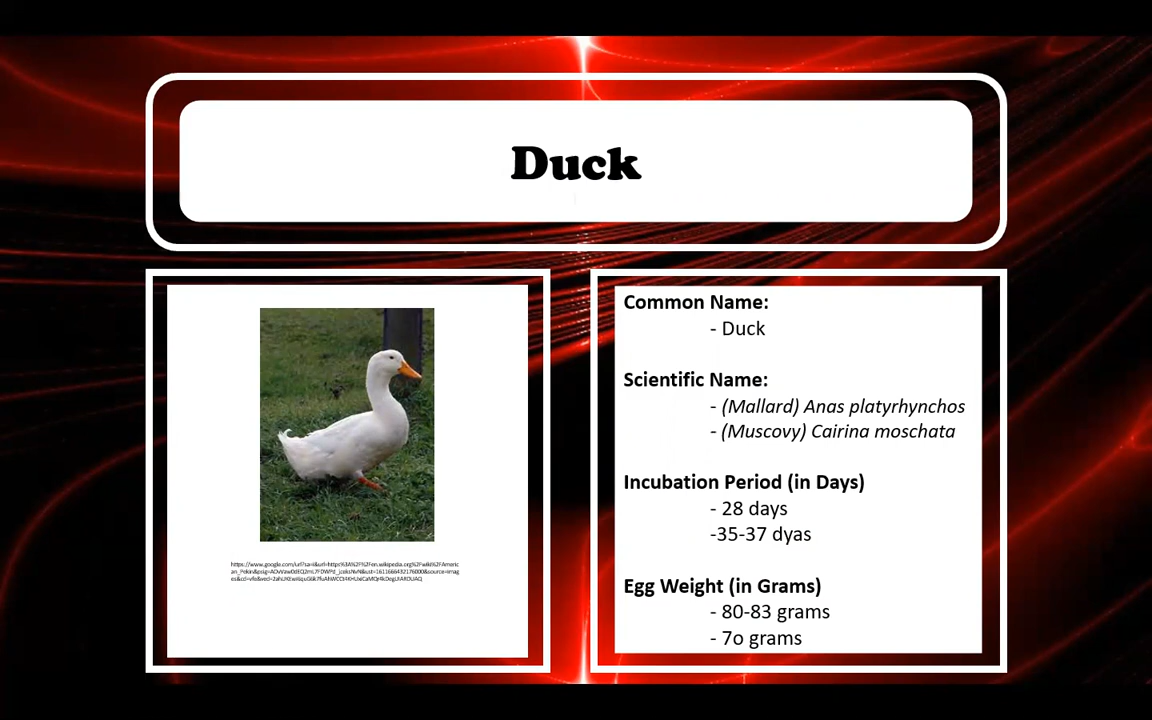 Duck
Common Name:
- Duck
Scientific Name:
- (Mallard) Anas platyrhynchos
- (Muscovy) Cairina moschata
Incubation Period (in Days)
- 28 days
-35-37 dyas
Egg Weight (in Grams)
- 80-83 grams
- 7o grams